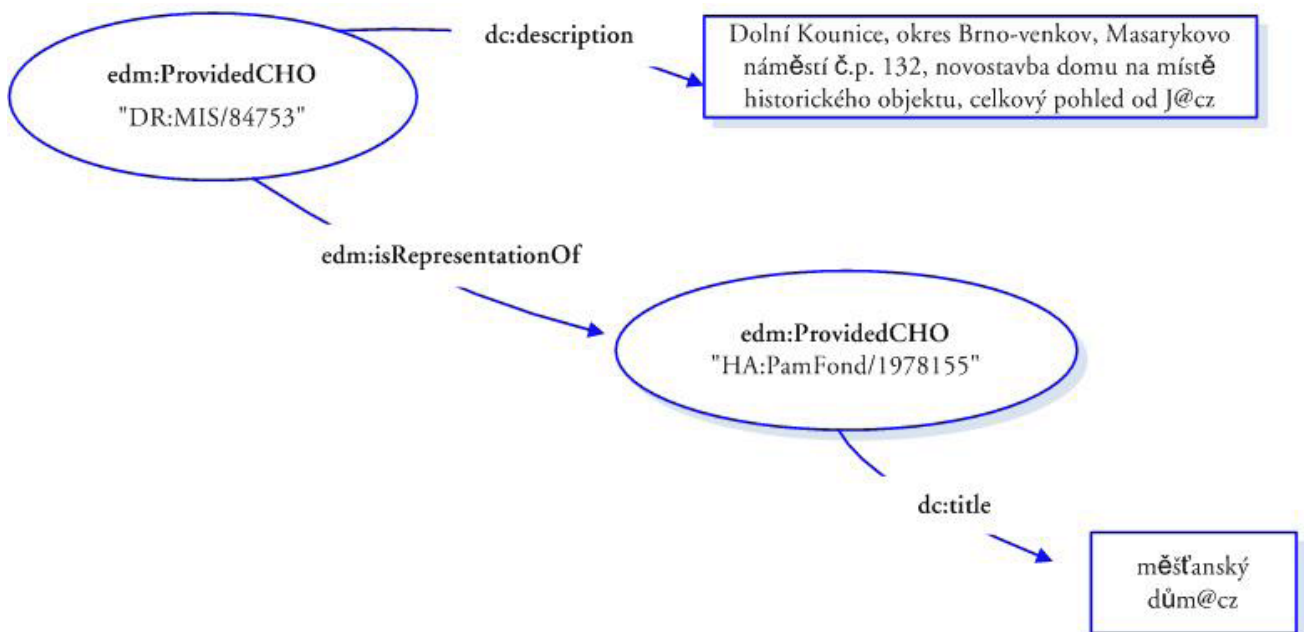 dc:description
Dolní Kounice, okres Brno-venkov, Masarykovo
náměstí č.p. 132, novostavba domu na místě
historického objektu, celkový pohled od J@cz
edm:ProvidedCHO
"DR:MIS/84753"
edm:isRepresentationOf
edm:ProvidedCHO
"HA:PamFond/1978155"
dc:title
měšťanský
dům@cz